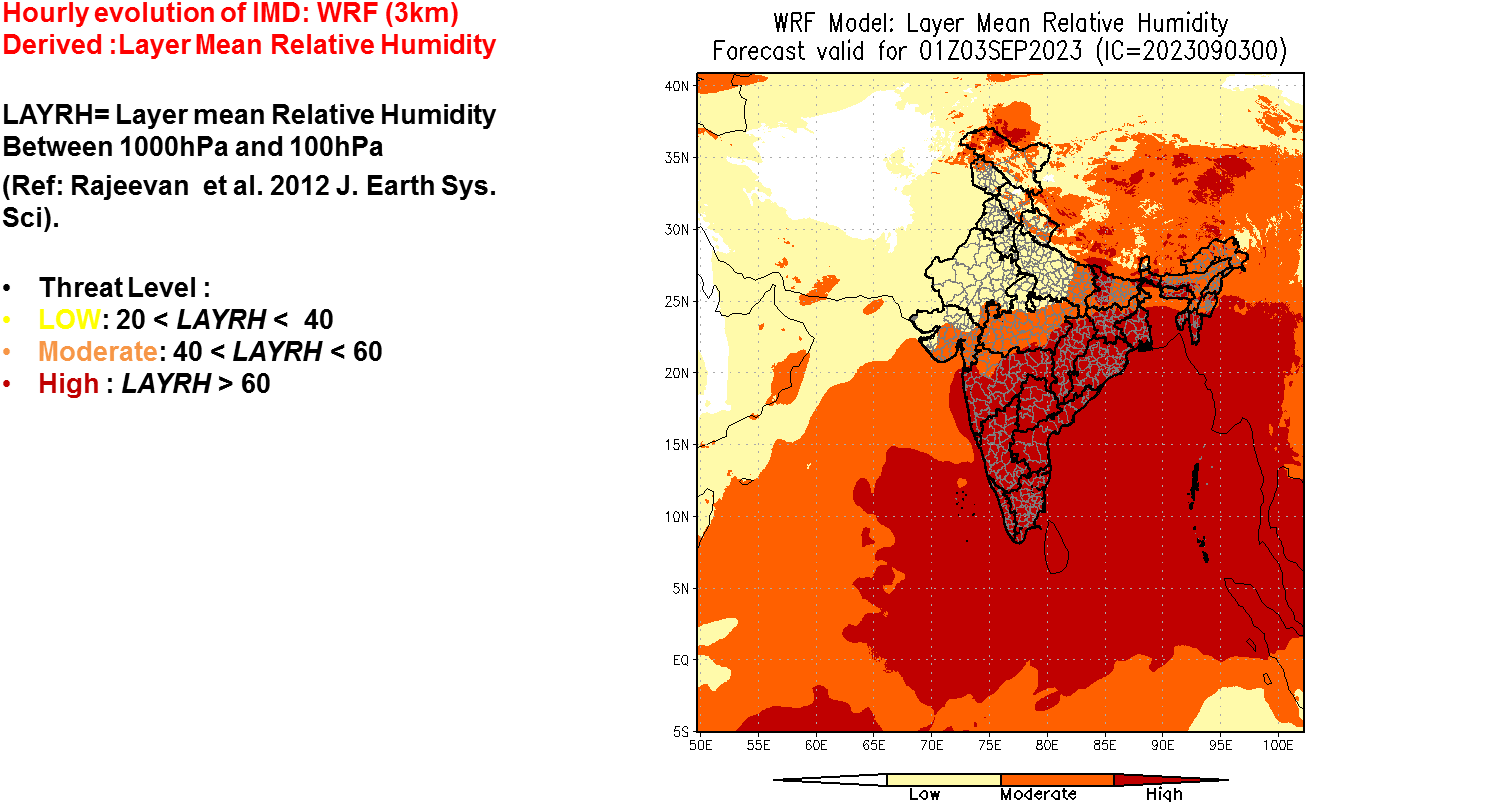 Hourly evolution of IMD: WRF (3km)
Derived :Layer Mean Relative Humidity
LAYRH= Layer mean Relative Humidity
Between 1000hPa and 100hPa
(Ref: Rajeevan et al. 2012 J. Earth Sys.
Sci).
• Threat Level :
• LOW: 20 < LAYRH < 40
• Moderate: 40 < LAYRH < 60
• High : LAYRH > 60
WRF Model: Layer Mean Relative Humidity
Forecast valid for 01Z03SEP2023 (IC=2023090300)
40N
35N
30N
25N
20N
15N
10N
5N
EQ
5S
50E 55E 60E 65E 70E 75E 80E 85E 90E 95E 100E
Low Moderate High